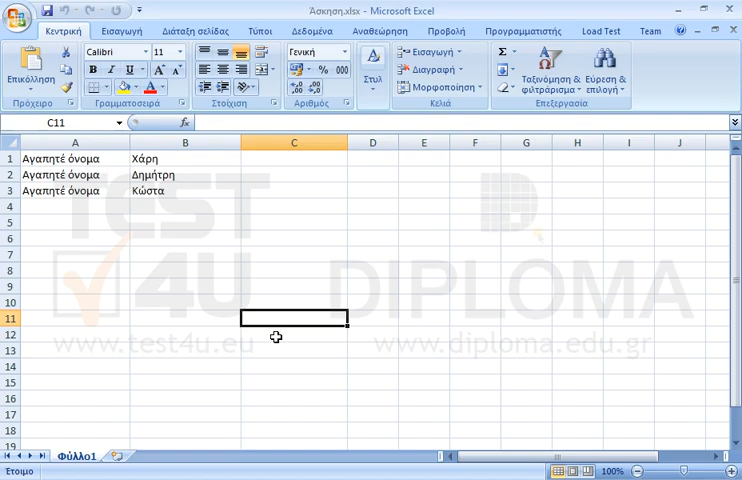 Άσκηση.xlsx - Microsoft Excel
Κεντρική Εισαγωγή Διάταξη σελίδας Τύποι Δεδομένα Αναθεώρηση Προβολή Προγραμματιστής Load Test Team
Επικόλληση Calibri 11 Γενική Στυλ Εισαγωγή Διαγραφή Μορφοποίηση Ταξινόμηση & φιλτράρισμα Εύρεση & επιλογή
Πρόχειρο Γραμματοσειρά Στοίχιση Αριθμός Κελιά Επεξεργασία
C11 fx
A B C D E F G H I J
1 Αγαπητέ όνομα Χάρη
2 Αγαπητέ όνομα Δημήτρη
3 Αγαπητέ όνομα Κώστα
4
5
6
7
8
9
10
11
12
13
14
15
16
17
18
19
TEST 4U
www.test4u.eu
DIPLOMA
www.diploma.edu.gr
Φύλλο1
Έτοιμο 100%